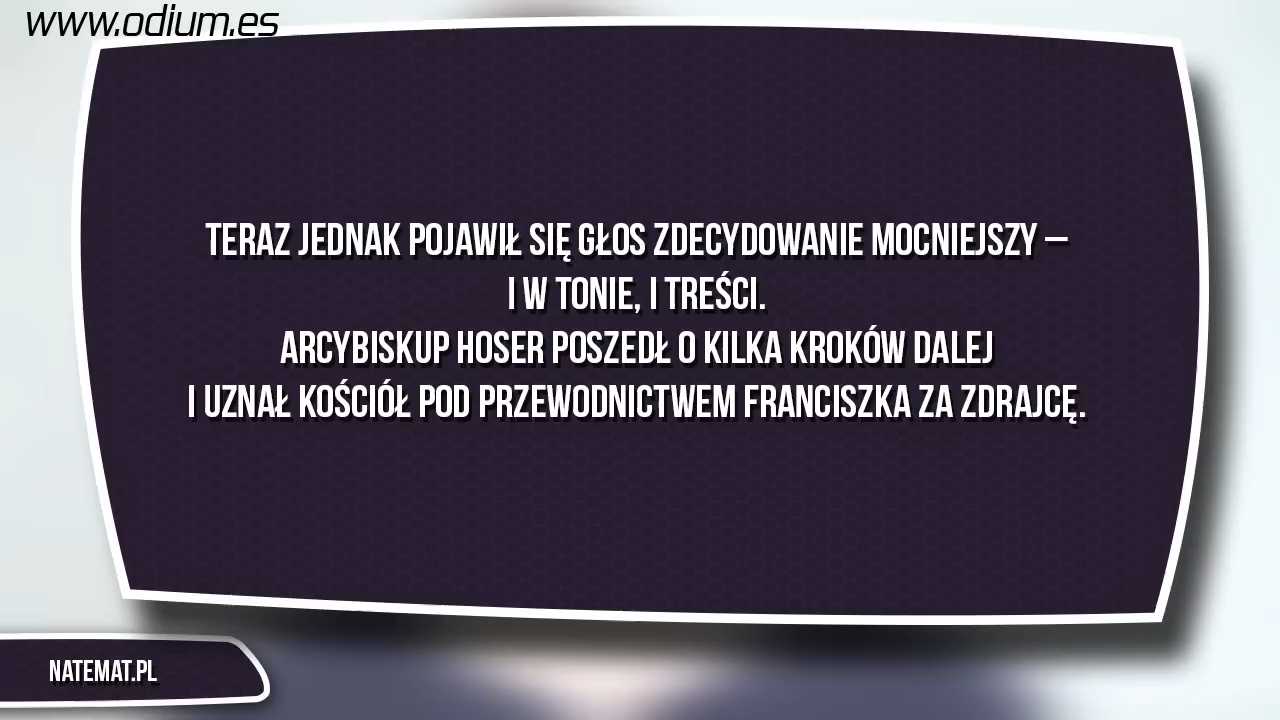 www.odium.es
TERAZ JEDNAK POJAWIŁ SIĘ GŁOS ZDECYDOWANIE MOCNIEJSZY –
I W TONIE, I TREŚCI.
ARCYBISKUP HOSER POSZEDŁ O KILKA KROKÓW DALEJ
I UZNAŁ KOŚCIÓŁ POD PRZEWODNICTWEM FRANCISZKA ZA ZDRAJCĘ.
NATEMAT.PL